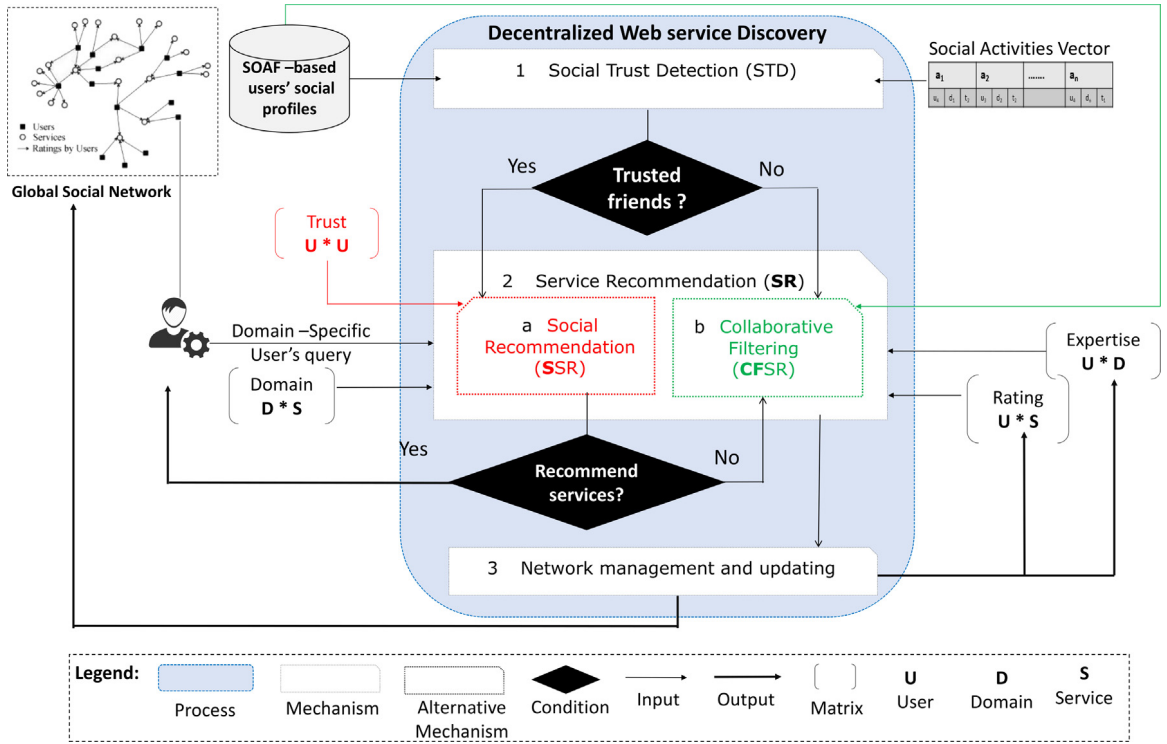 Decentralized Web service Discovery
SOAF –based
users' social
profiles
1 Social Trust Detection (STD)
Social Activities Vector
a1 a2 ....... an
Users
Services
Ratings by Users
Global Social Network
Yes
Trusted
friends ?
No
Trust
U * U
2 Service Recommendation (SR)
a Social
Recommendation
(SSR)
b Collaborative
Filtering
(CFSR)
Domain –Specific
User's query
Domain
D * S
Expertise
U * D
Rating
U * S
Yes
Recommend
services?
No
3 Network management and updating
Legend:
Process
Mechanism
Alternative
Mechanism
Condition
Input
Output
Matrix
U
User
D
Domain
S
Service